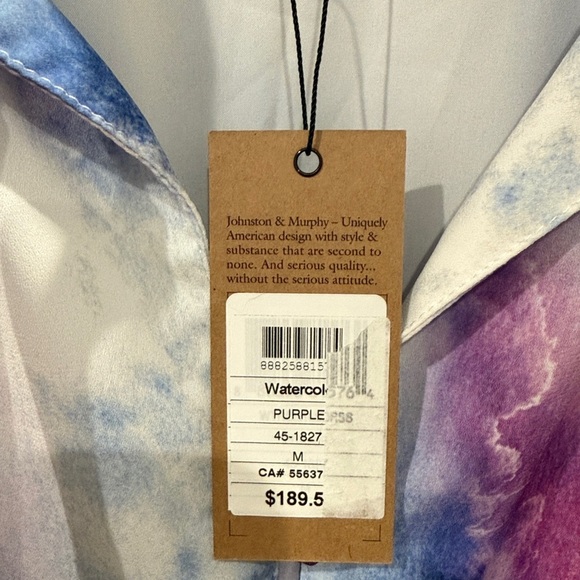 Johnston & Murphy – Uniquely
American design with style &
substance that are second to
none. And serious quality...
without the serious attitude.
8882588157
Watercol
PURPLE
45-1827
M
CA# 55637
$189.5